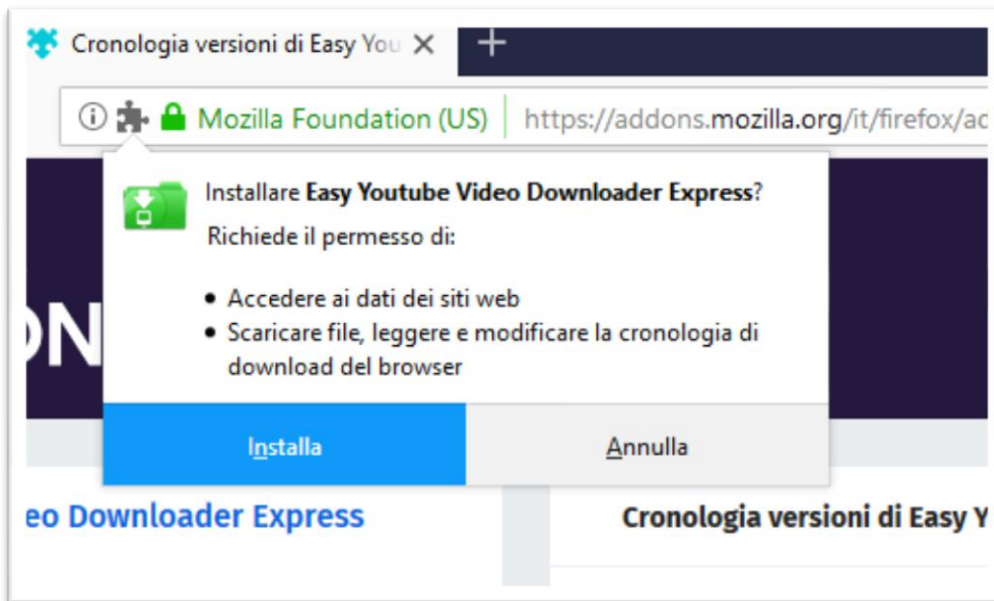 Cronologia versioni di Easy You
Mozilla Foundation (US) https://addons.mozilla.org/it/firefox/ad
Installare Easy Youtube Video Downloader Express?
Richiede il permesso di:
• Accedere ai dati dei siti web
• Scaricare file, leggere e modificare la cronologia di
download del browser
ON
Installa Annulla
eo Downloader Express
Cronologia versioni di Easy Y